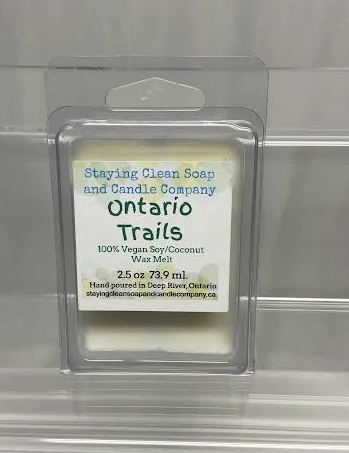 Staying Clean Soap
and Candle Company
Ontario
Trails
100% Vegan Soy/Coconut
Wax Melt
2.5 oz 73.9 ml.
Hand poured in Deep River, Ontario
stayingcleansoapandcandlecompany.ca